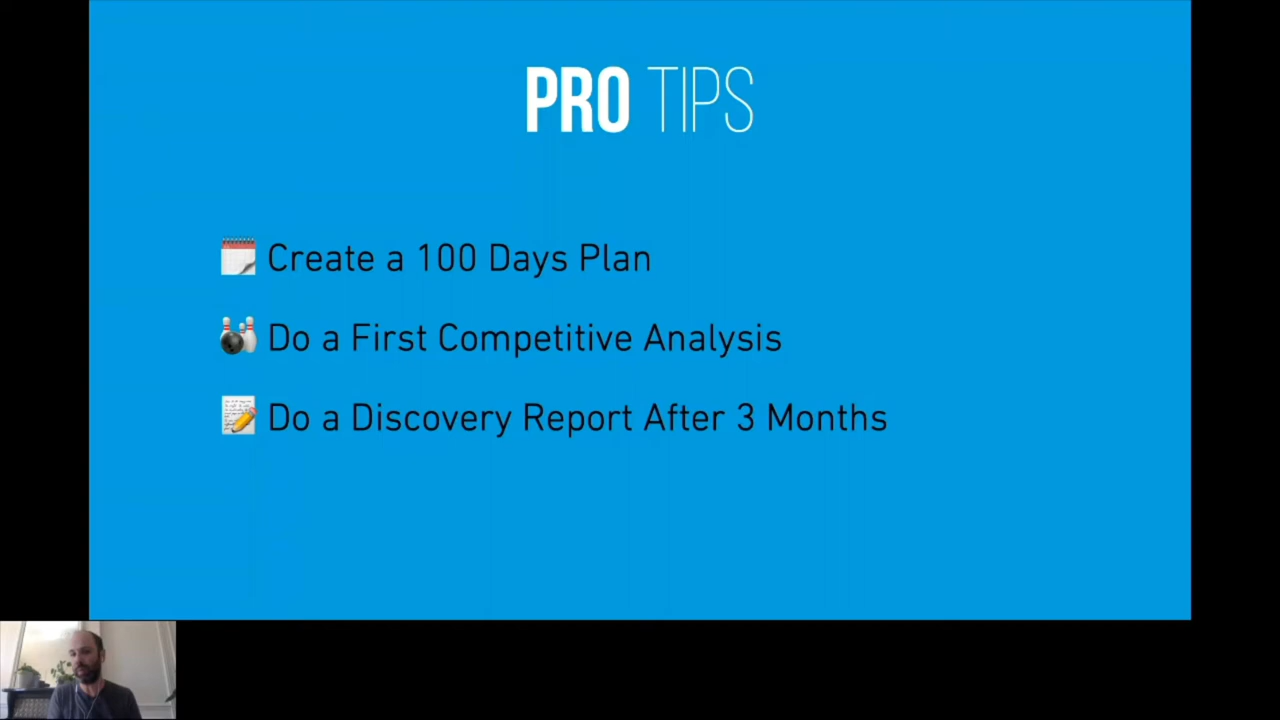 PRO TIPS
Create a 100 Days Plan
Do a First Competitive Analysis
Do a Discovery Report After 3 Months